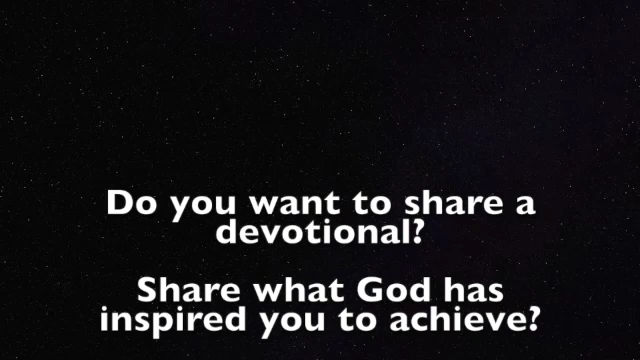 Do you want to share a
devotional?
Share what God has
inspired you to achieve?